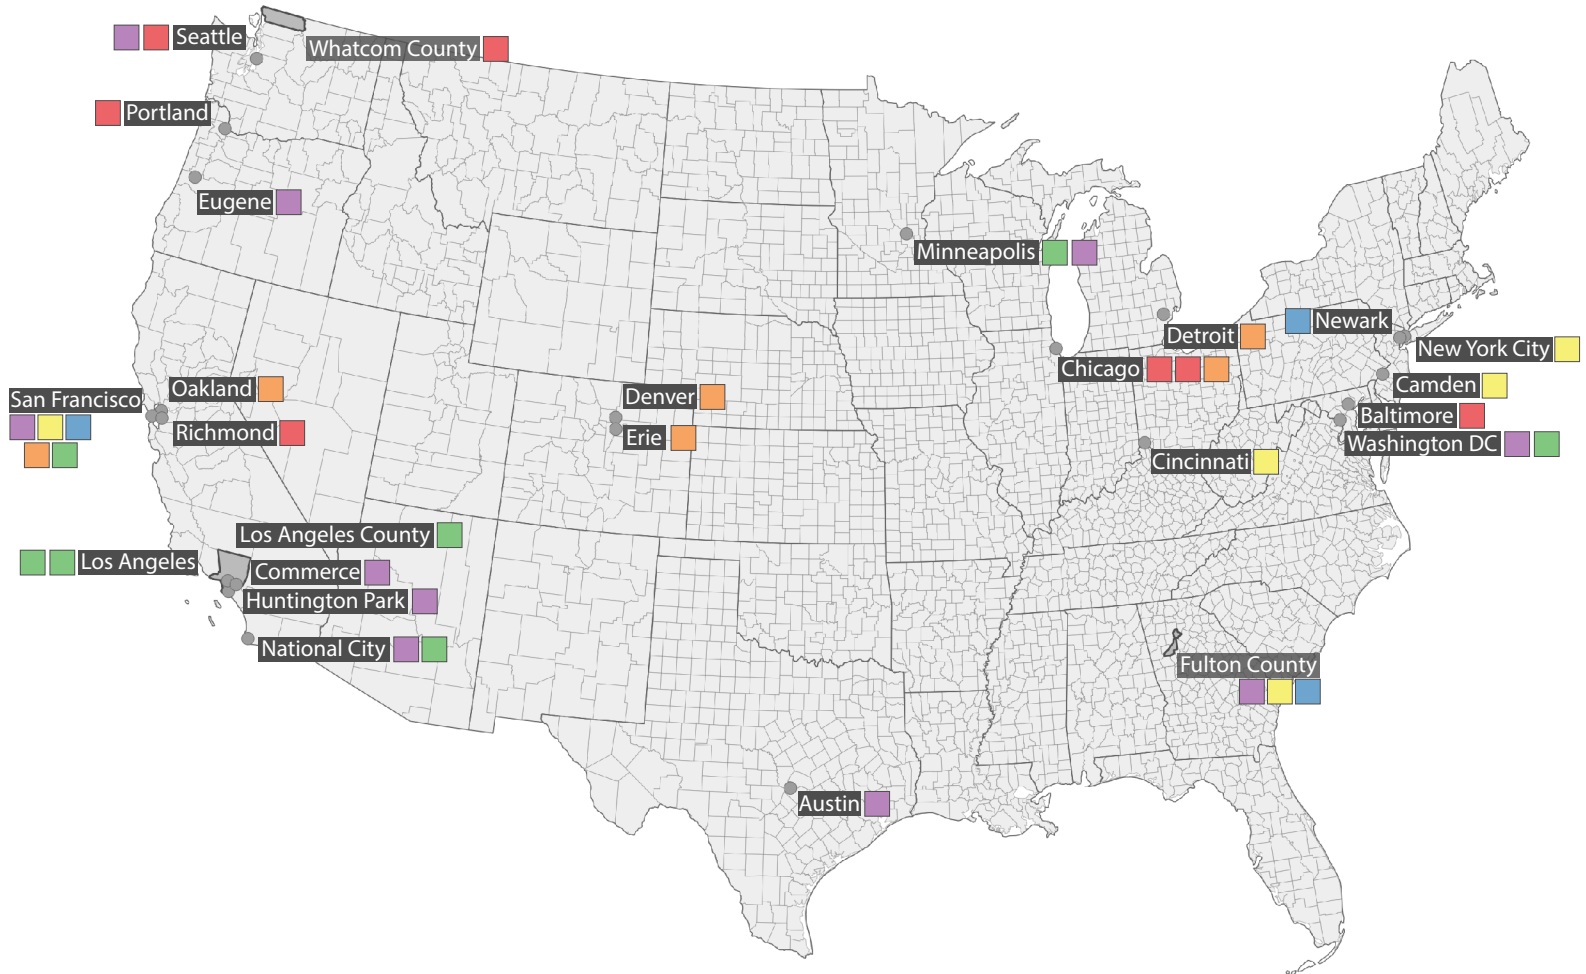 Seattle
Whatcom County
Portland
Eugene
Minneapolis
Newark
Detroit
New York City
Chicago
Camden
Oakland
San Francisco
Denver
Baltimore
Richmond
Erie
Washington DC
Cincinnati
Los Angeles County
Los Angeles
Commerce
Huntington Park
National City
Fulton County
Austin